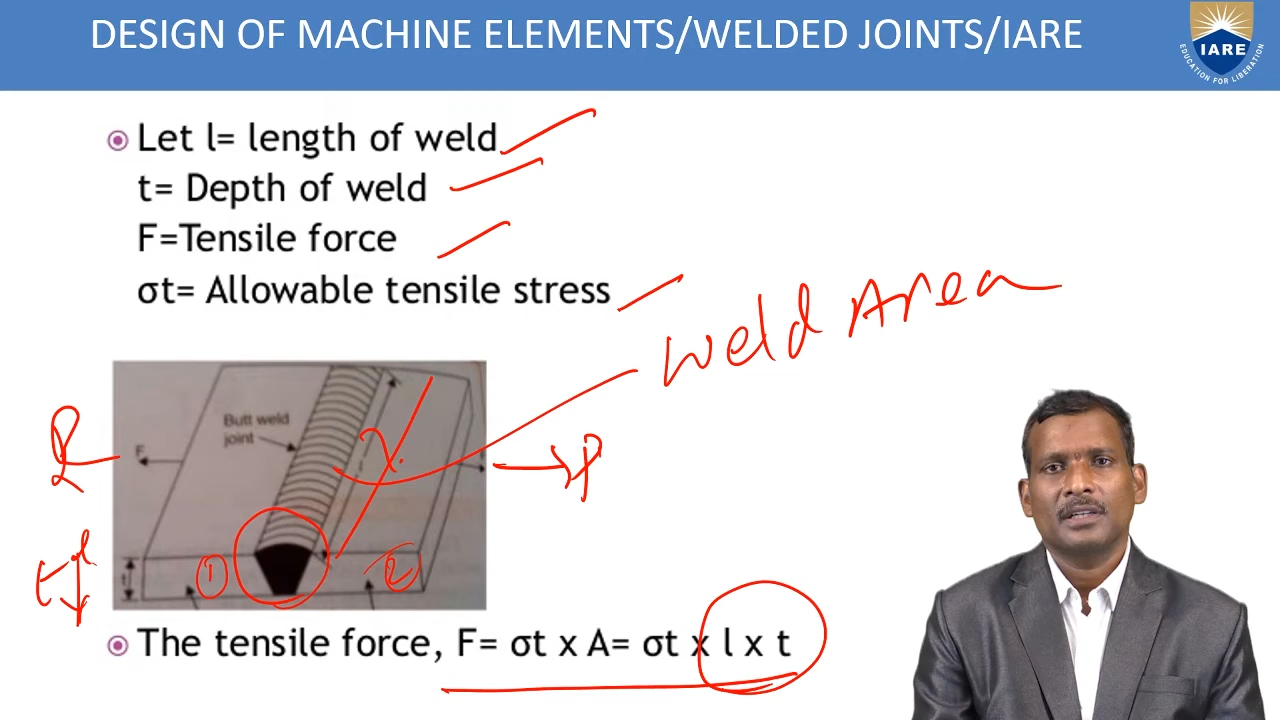 DESIGN OF MACHINE ELEMENTS/WELDED JOINTS/IARE
IARE
EDUCATION FOR LIBERATION
Let l= length of weld
t= Depth of weld
F=Tensile force
σt= Allowable tensile stress
Weld Area
Butt weld
joint
F
P
t
t
1
2
The tensile force, F= σt x A= σt x l x t